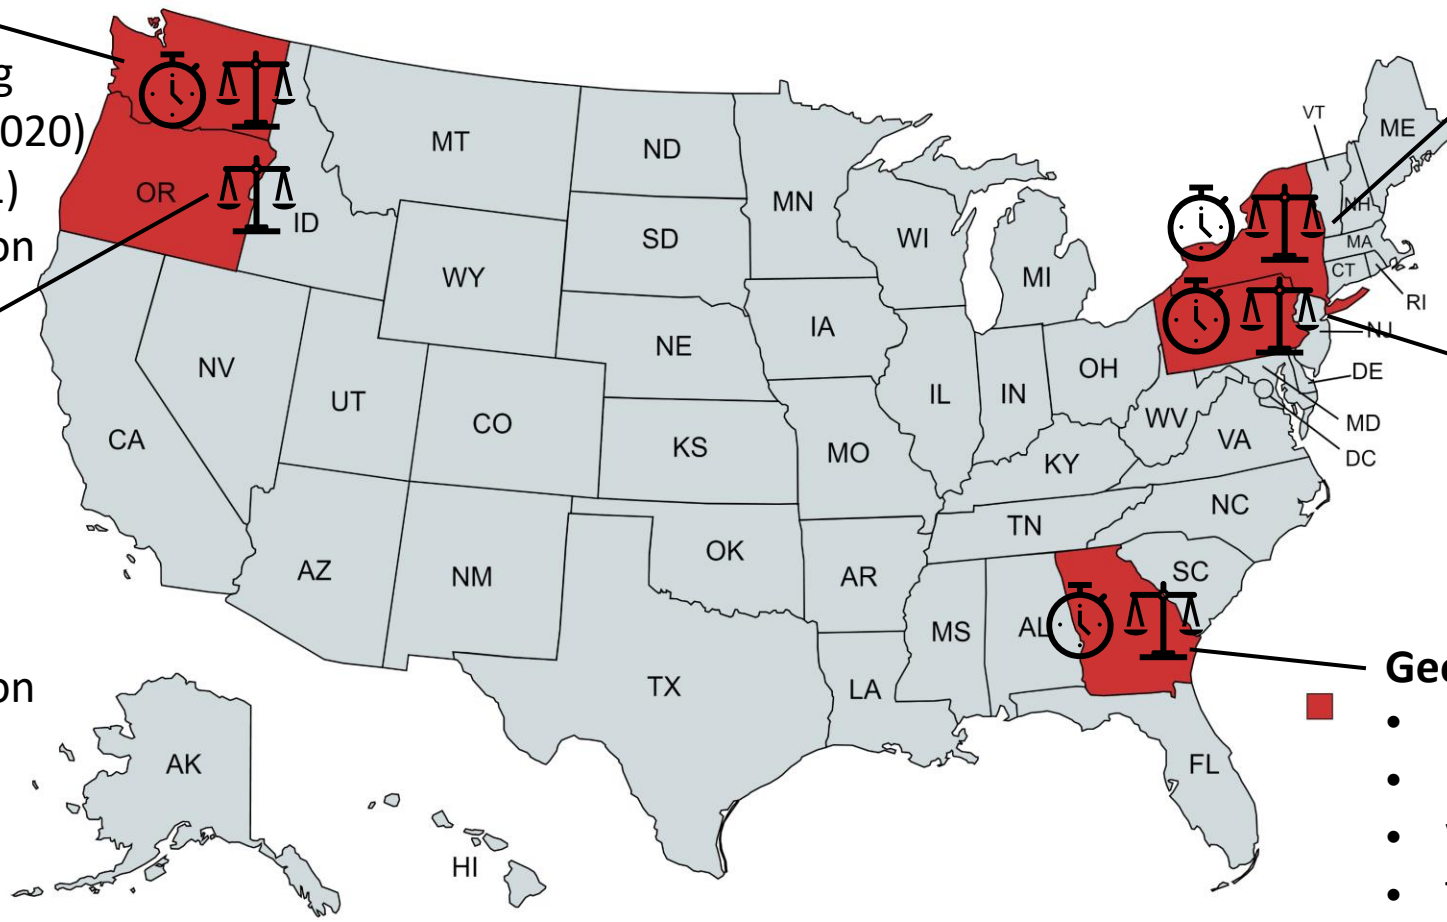 g
020)
on
on
OR
ID
MT
ND
MN
SD
WY
WI
MI
VT
ME
NH
MA
CT
RI
NJ
DE
MD
DC
IA
NE
NV
UT
CO
CA
KS
MO
IL
IN
OH
WV
VA
KY
NC
TN
SC
AZ
NM
OK
AR
MS
AL
TX
LA
FL
AK
HI
Geo
•
•
•
•